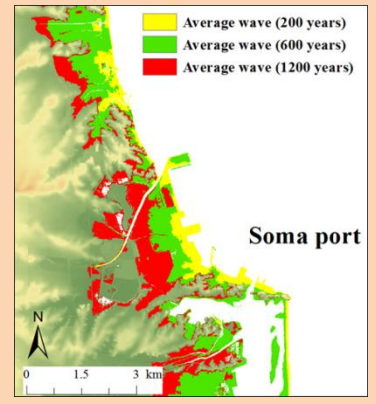 Average wave (200 years)
Average wave (600 years)
Average wave (1200 years)
Soma port
N
0 1.5 3 km